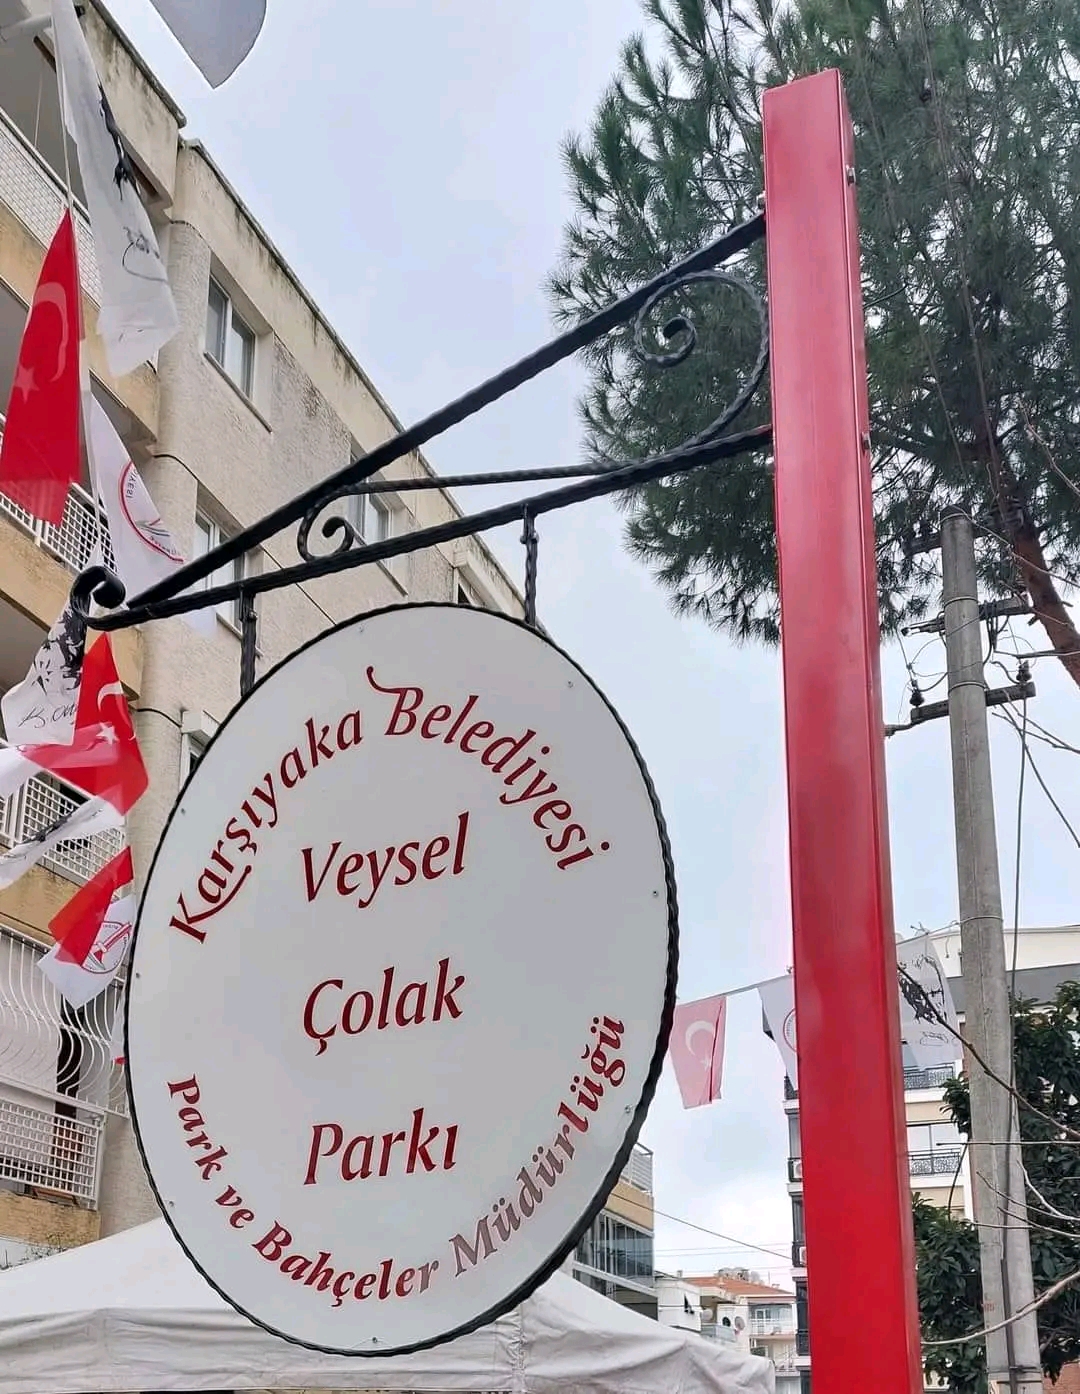 Karşıyaka Belediyesi
Veysel
Çolak
Parkı
Park ve Bahçeler Müdürlüğü